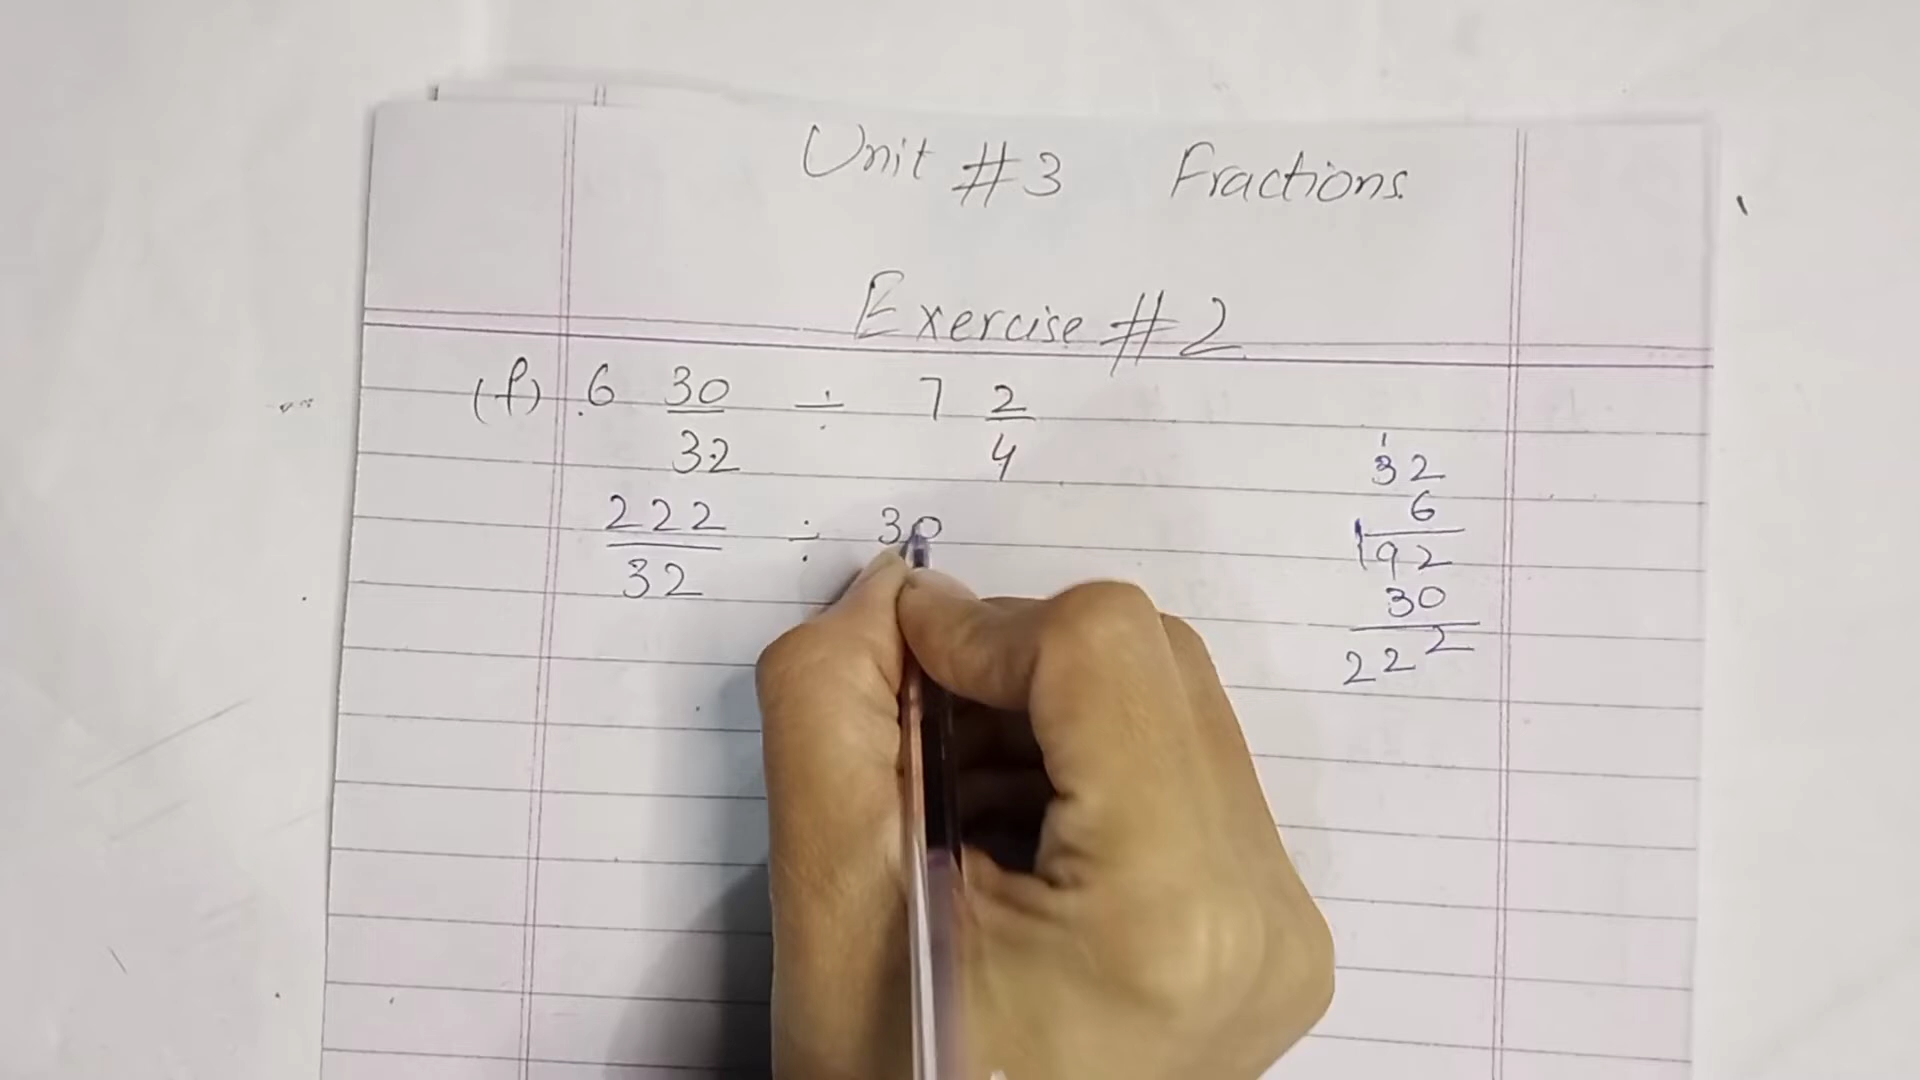 Unit #3 Fractions.
Exercise #2
(f) 6 30/32 ÷ 7 2/4
222/32 ÷ 30
1
32
6
192
30
222